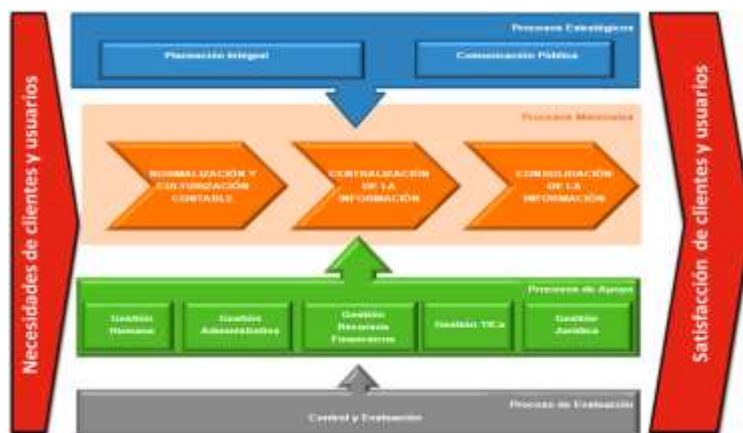 Necesidades de clientes y usuarios
Procesos Estratégicos
Planeación Integral
Comunicación Pública
Procesos Misionales
NORMALIZACIÓN Y
CULTURIZACIÓN
CONTABLE
CENTRALIZACIÓN
DE LA
INFORMACIÓN
CONSOLIDACIÓN
DE LA
INFORMACIÓN
Procesos de Apoyo
Gestión
Humana
Gestión
Administrativa
Gestión
Recursos
Financieros
Gestión TICs
Gestión
Jurídica
Proceso de Evaluación
Control y Evaluación
Satisfacción de clientes y usuarios